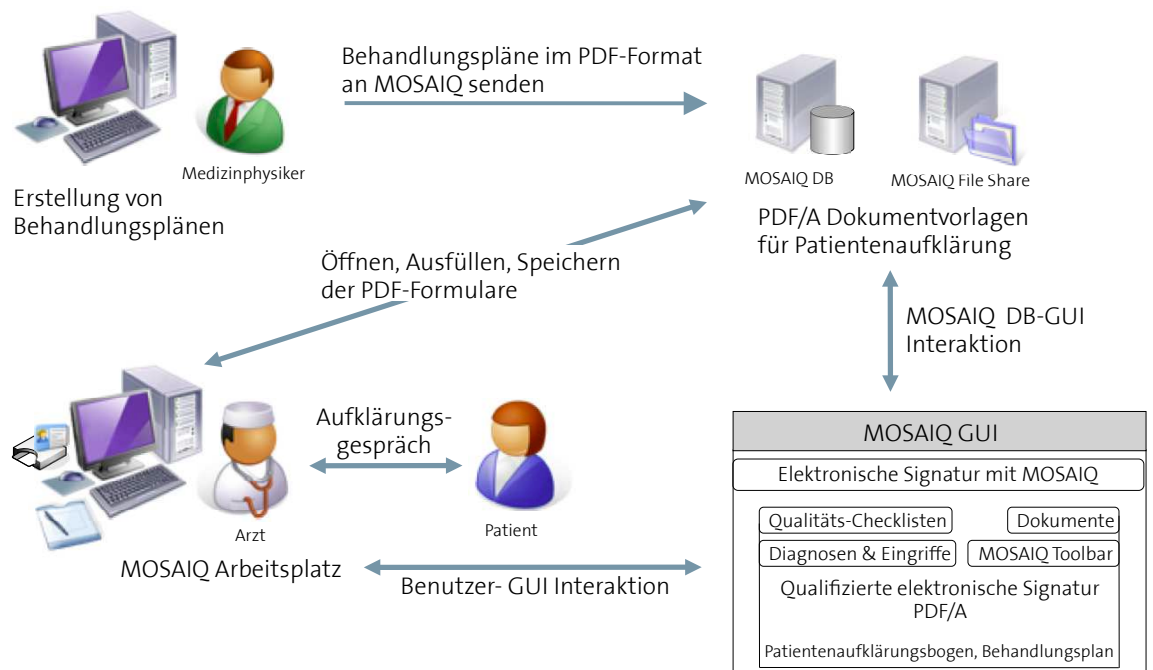 Behandlungspläne im PDF-Format
an MOSAIQ senden
Medizinphysiker
Erstellung von
Behandlungsplänen
MOSAIQ DB
MOSAIQ File Share
PDF/A Dokumentvorlagen
für Patientenaufklärung
Öffnen, Ausfüllen, Speichern
der PDF-Formulare
MOSAIQ DB-GUI
Interaktion
Aufklärungs-
gespräch
Arzt
Patient
MOSAIQ Arbeitsplatz
Benutzer- GUI Interaktion
MOSAIQ GUI
Elektronische Signatur mit MOSAIQ
Qualitäts-Checklisten
Dokumente
Diagnosen & Eingriffe
MOSAIQ Toolbar
Qualifizierte elektronische Signatur
PDF/A
Patientenaufklärungsbogen, Behandlungsplan